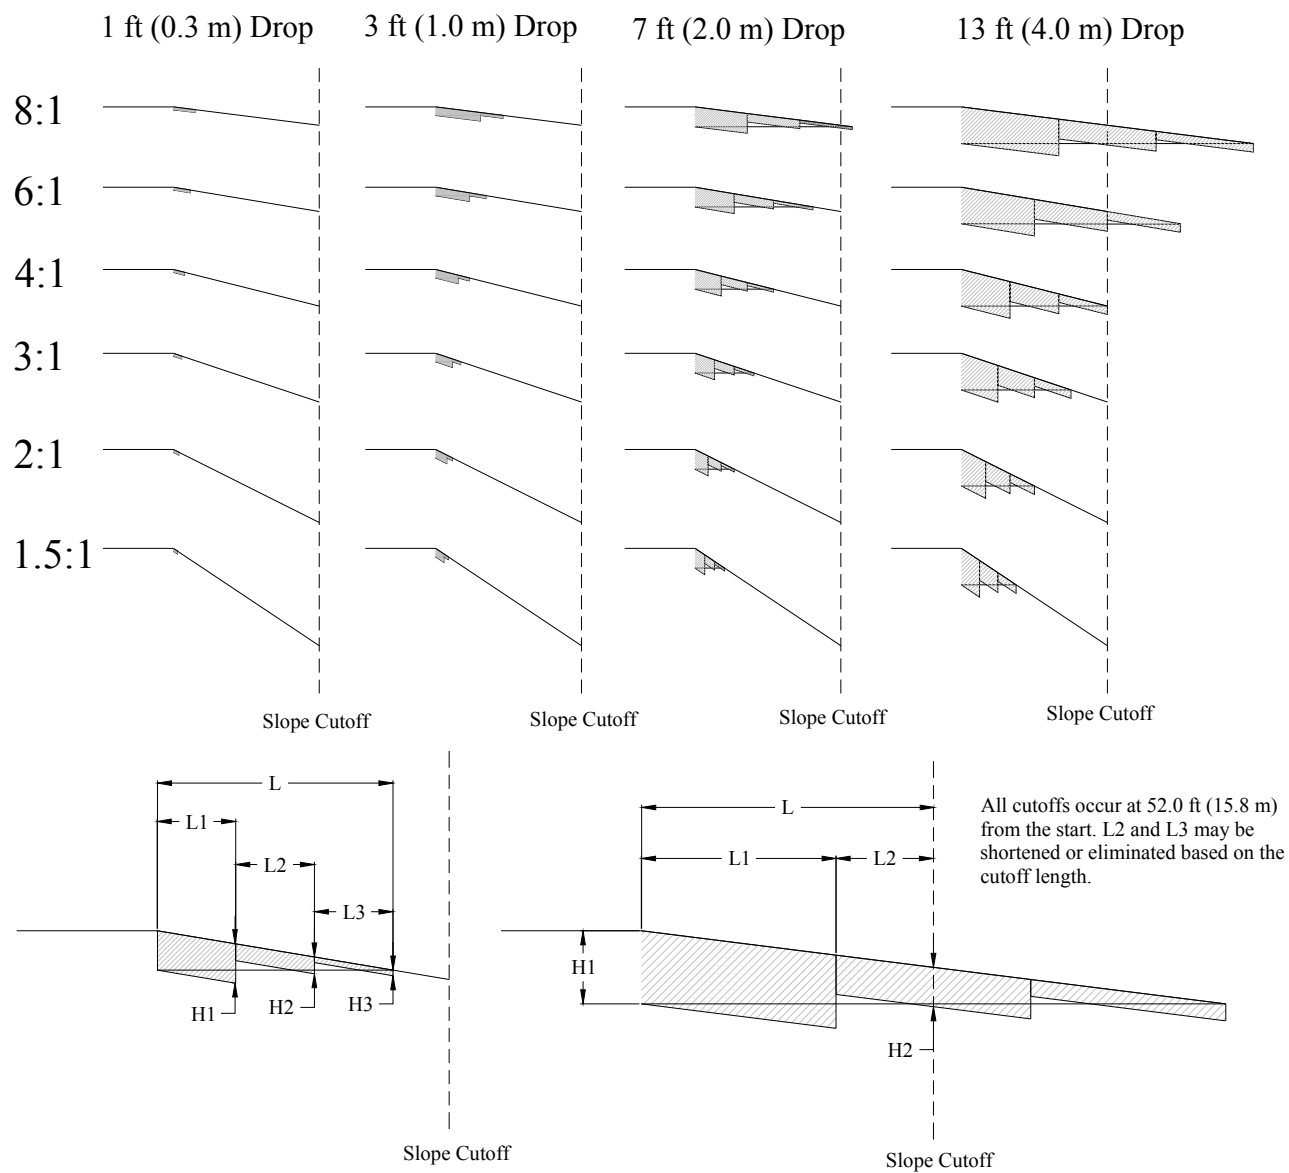 1 ft (0.3 m) Drop
3 ft (1.0 m) Drop
7 ft (2.0 m) Drop
13 ft (4.0 m) Drop
8:1
6:1
4:1
3:1
2:1
1.5:1
Slope Cutoff
Slope Cutoff
Slope Cutoff
Slope Cutoff
L
L1
L2
L3
H1
H2
H3
Slope Cutoff
L
L1
L2
H1
H2
Slope Cutoff
All cutoffs occur at 52.0 ft (15.8 m)
from the start. L2 and L3 may be
shortened or eliminated based on the
cutoff length.